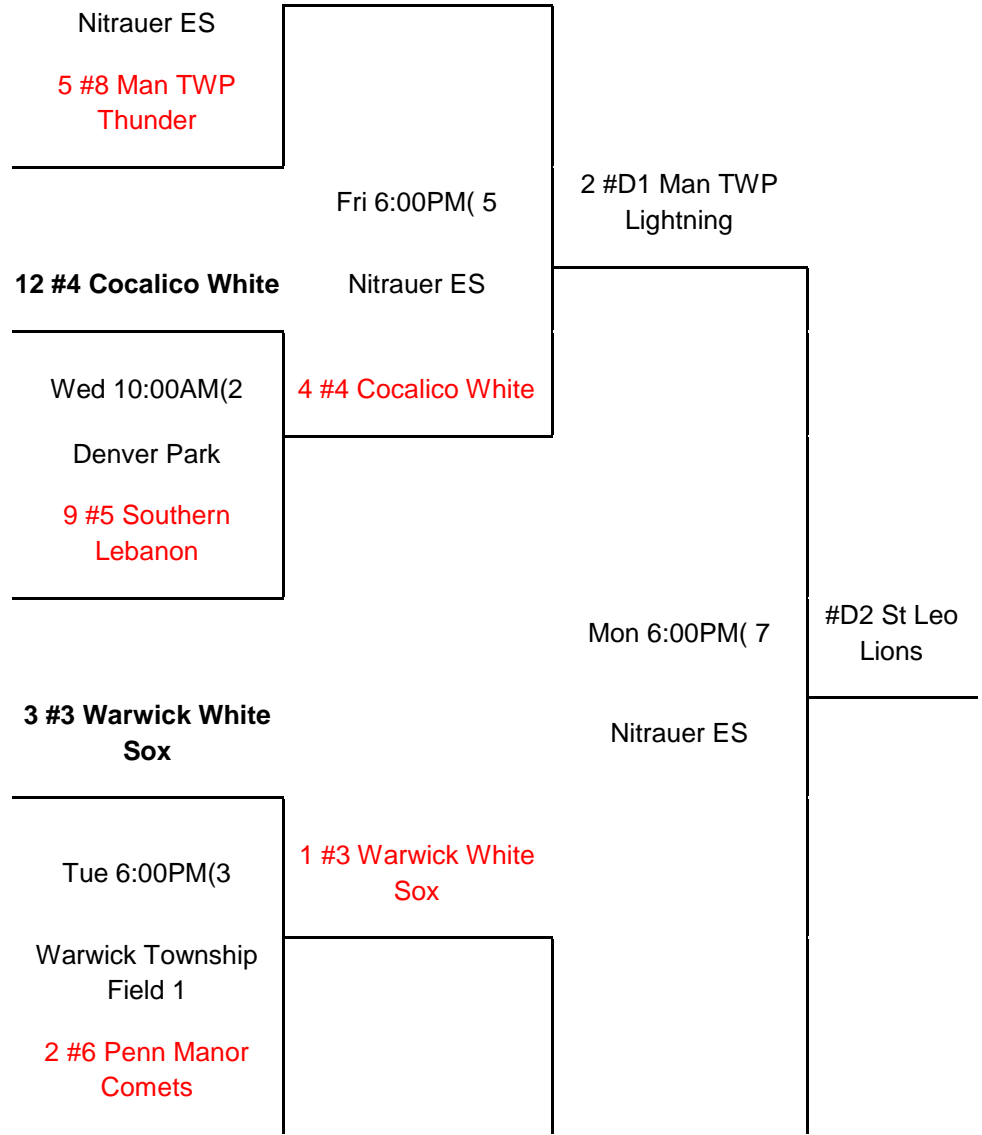 Nitrauer ES
5 #8 Man TWP
Thunder
Fri 6:00PM( 5
2 #D1 Man TWP
Lightning
12 #4 Cocalico White
Nitrauer ES
Wed 10:00AM(2
4 #4 Cocalico White
Denver Park
9 #5 Southern
Lebanon
Mon 6:00PM( 7
#D2 St Leo
Lions
3 #3 Warwick White
Sox
Nitrauer ES
Tue 6:00PM(3
1 #3 Warwick White
Sox
Warwick Township
Field 1
2 #6 Penn Manor
Comets